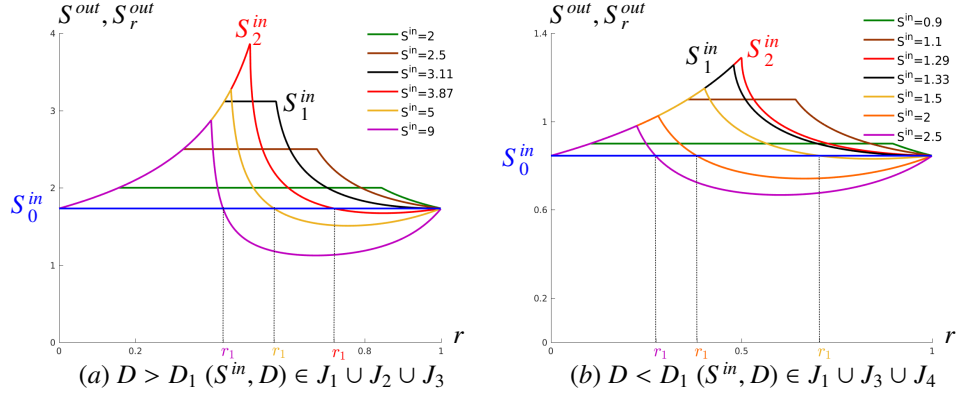 S^out, S_r^out
4
3
2
1
0
S_2^in
S_1^in
S_0^in
S^in=2
S^in=2.5
S^in=3.11
S^in=3.87
S^in=5
S^in=9
0
0.2
r_1
r_1
r_1
0.8
1
r
(a) D > D_1 (S^in, D) ∈ J_1 ∪ J_2 ∪ J_3
S^out, S_r^out
1.4
1
0.6
0.2
0
S_1^in
S_2^in
S_0^in
S^in=0.9
S^in=1.1
S^in=1.29
S^in=1.33
S^in=1.5
S^in=2
S^in=2.5
0
r_1
r_1
0.5
r_1
1
r
(b) D < D_1 (S^in, D) ∈ J_1 ∪ J_3 ∪ J_4